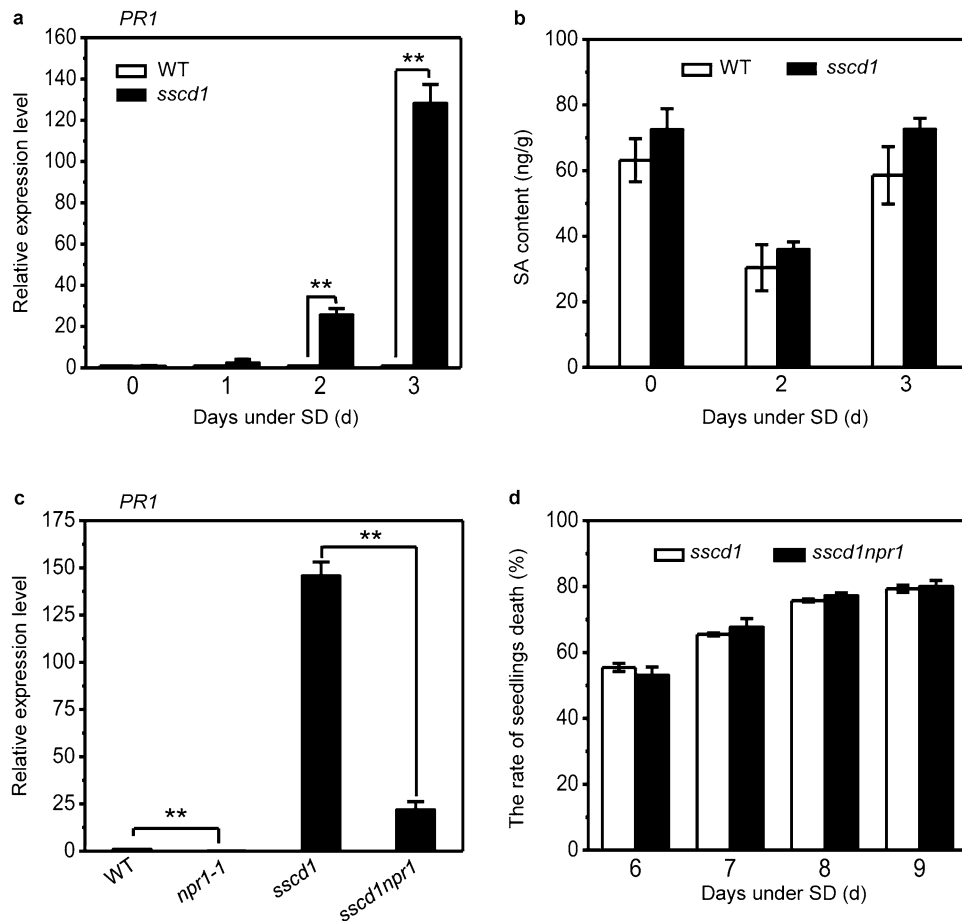 a
PR1
Relative expression level
160
140
120
100
80
60
40
20
0
WT
sscd1
**
**
0 1 2 3
Days under SD (d)
b
SA content (ng/g)
100
80
60
40
20
0
WT sscd1
0 2 3
Days under SD (d)
c
PR1
Relative expression level
175
150
125
100
75
50
25
0
**
**
WT npr1-1 sscd1 sscd1npr1
d
The rate of seedlings death (%)
100
80
60
40
20
0
sscd1 sscd1npr1
6 7 8 9
Days under SD (d)